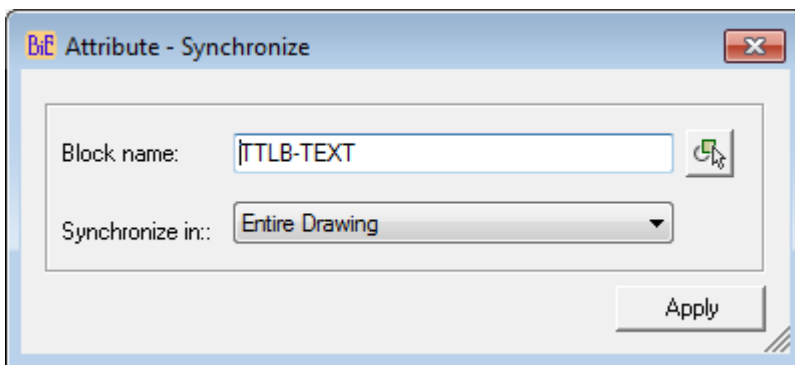 BiE Attribute - Synchronize
Block name: TTLB-TEXT
Synchronize in:: Entire Drawing
Apply